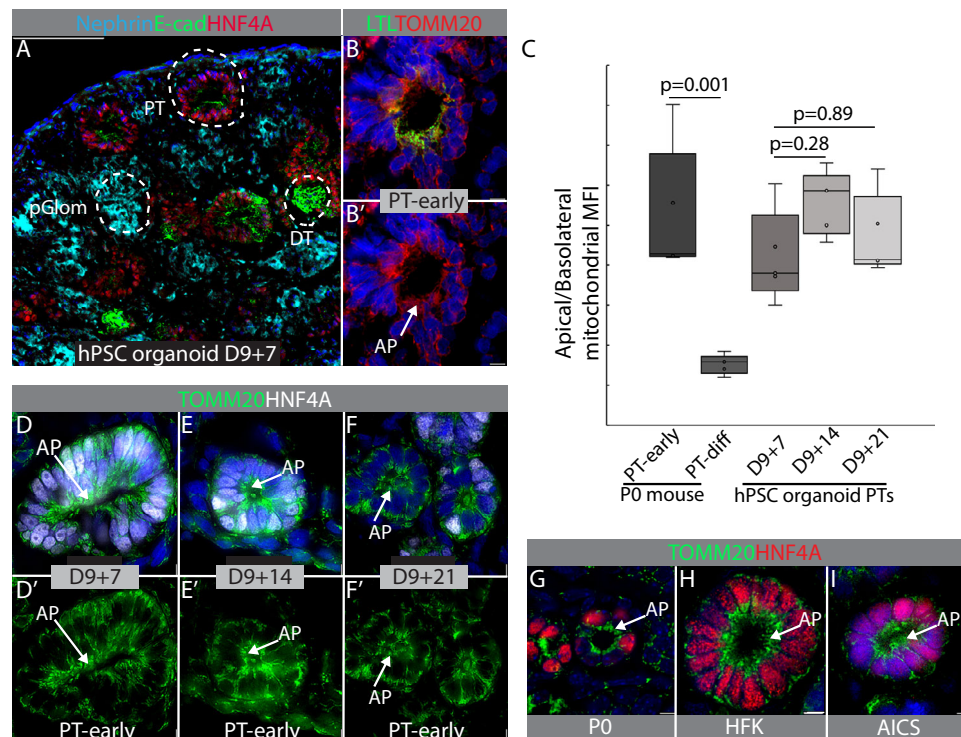 NephrinE-cadHNF4A
A
PT
pGlom
DT
hPSC organoid D9+7
LTLTOMM20
B
PT-early
B'
AP
C
Apical/Basolateral
mitochondrial MFI
p=0.001
p=0.89
p=0.28
PT-early
PT-diff
D9+7
D9+14
D9+21
P0 mouse
hPSC organoid PTs
TOMM20HNF4A
D
AP
E
AP
F
AP
D9+7
D9+14
D9+21
D'
AP
E'
AP
F'
AP
PT-early
PT-early
PT-early
TOMM20HNF4A
G
AP
H
AP
I
AP
P0
HFK
AICS